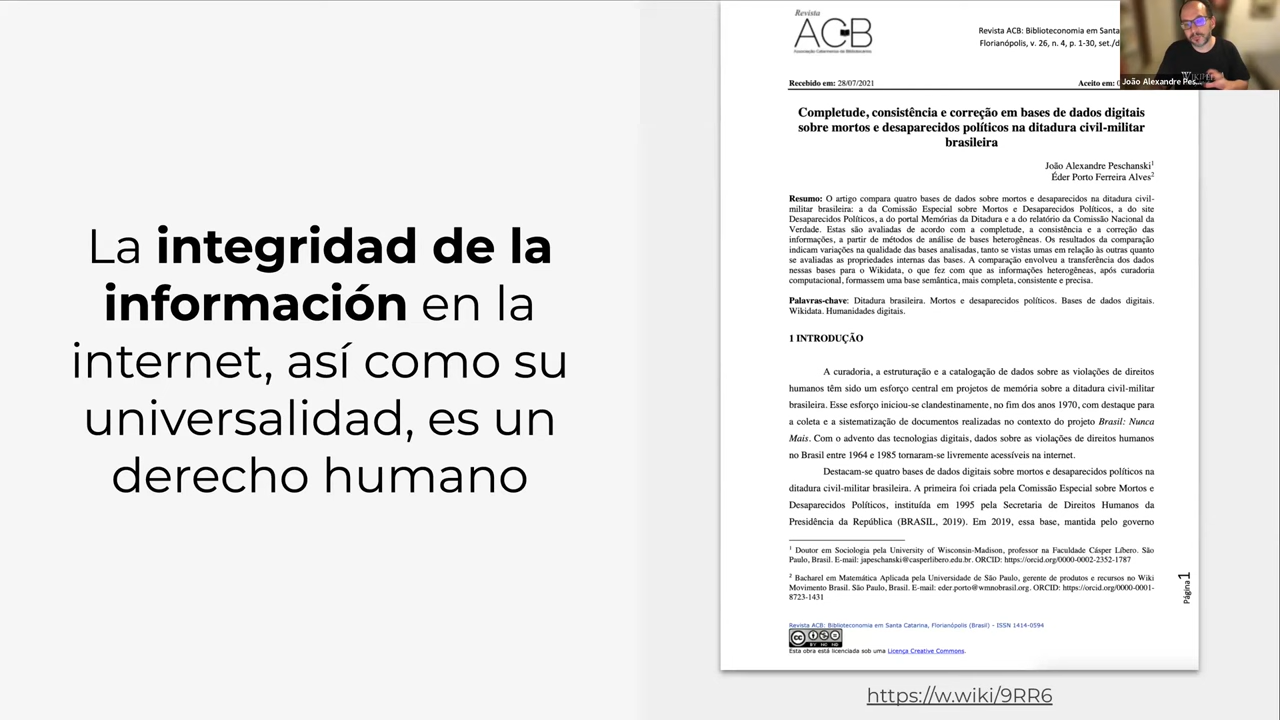 La integridad de la
información en la
internet, así como su
universalidad, es un
derecho humano
Revista
ACB
Associação Catarinense de Bibliotecários
Revista ACB: Biblioteconomia em Santa
Florianópolis, v. 26, n. 4, p. 1-30, set./d
João Alexandre Pes...
Recebido em: 28/07/2021
Aceito em:
Completude, consistência e correção em bases de dados digitais
sobre mortos e desaparecidos políticos na ditadura civil-militar
brasileira
João Alexandre Peschanski1
Éder Porto Ferreira Alves2
Resumo: O artigo compara quatro bases de dados sobre mortos e desaparecidos na ditadura civil-
militar brasileira: a da Comissão Especial sobre Mortos e Desaparecidos Políticos, a do site
Desaparecidos Políticos, a do portal Memórias da Ditadura e a do relatório da Comissão Nacional da
Verdade. Estas são avaliadas de acordo com a completude, a consistência e a correção das
informações, a partir de métodos de análise de bases heterogêneas. Os resultados da comparação
indicam variações na qualidade das bases analisadas, tanto se vistas umas em relação às outras quanto
se avaliadas as propriedades internas das bases. A comparação envolveu a transferência dos dados
nessas bases para o Wikidata, o que fez com que as informações heterogêneas, após curadoria
computacional, formassem uma base semântica, mais completa, consistente e precisa.
Palavras-chave: Ditadura brasileira. Mortos e desaparecidos políticos. Bases de dados digitais.
Wikidata. Humanidades digitais.
1 INTRODUÇÃO
A curadoria, a estruturação e a catalogação de dados sobre as violações de direitos
humanos têm sido um esforço central em projetos de memória sobre a ditadura civil-militar
brasileira. Esse esforço iniciou-se clandestinamente, no fim dos anos 1970, com destaque para
a coleta e a sistematização de documentos realizadas no contexto do projeto Brasil: Nunca
Mais. Com o advento das tecnologias digitais, dados sobre as violações de direitos humanos
no Brasil entre 1964 e 1985 tornaram-se livremente acessíveis na internet.
Destacam-se quatro bases de dados digitais sobre mortos e desaparecidos políticos na
ditadura civil-militar brasileira. A primeira foi criada pela Comissão Especial sobre Mortos e
Desaparecidos Políticos, instituída em 1995 pela Secretaria de Direitos Humanos da
Presidência da República (BRASIL, 2019). Em 2019, essa base, mantida pelo governo
1 Doutor em Sociologia pela University of Wisconsin-Madison, professor na Faculdade Cásper Líbero. São
Paulo, Brasil. E-mail: japeschanski@casperlibero.edu.br. ORCID: https://orcid.org/0000-0002-2352-1787
2 Bacharel em Matemática Aplicada pela Universidade de São Paulo, gerente de produtos e recursos no Wiki
Movimento Brasil. São Paulo, Brasil. E-mail: eder.porto@wmnobrasil.org. ORCID: https://orcid.org/0000-0001-
8723-1431
Página1
Revista ACB: Biblioteconomia em Santa Catarina, Florianópolis (Brasil) - ISSN 1414-0594
CC BY NC ND
Esta obra está licenciada sob uma Licença Creative Commons.
https://w.wiki/9RR6